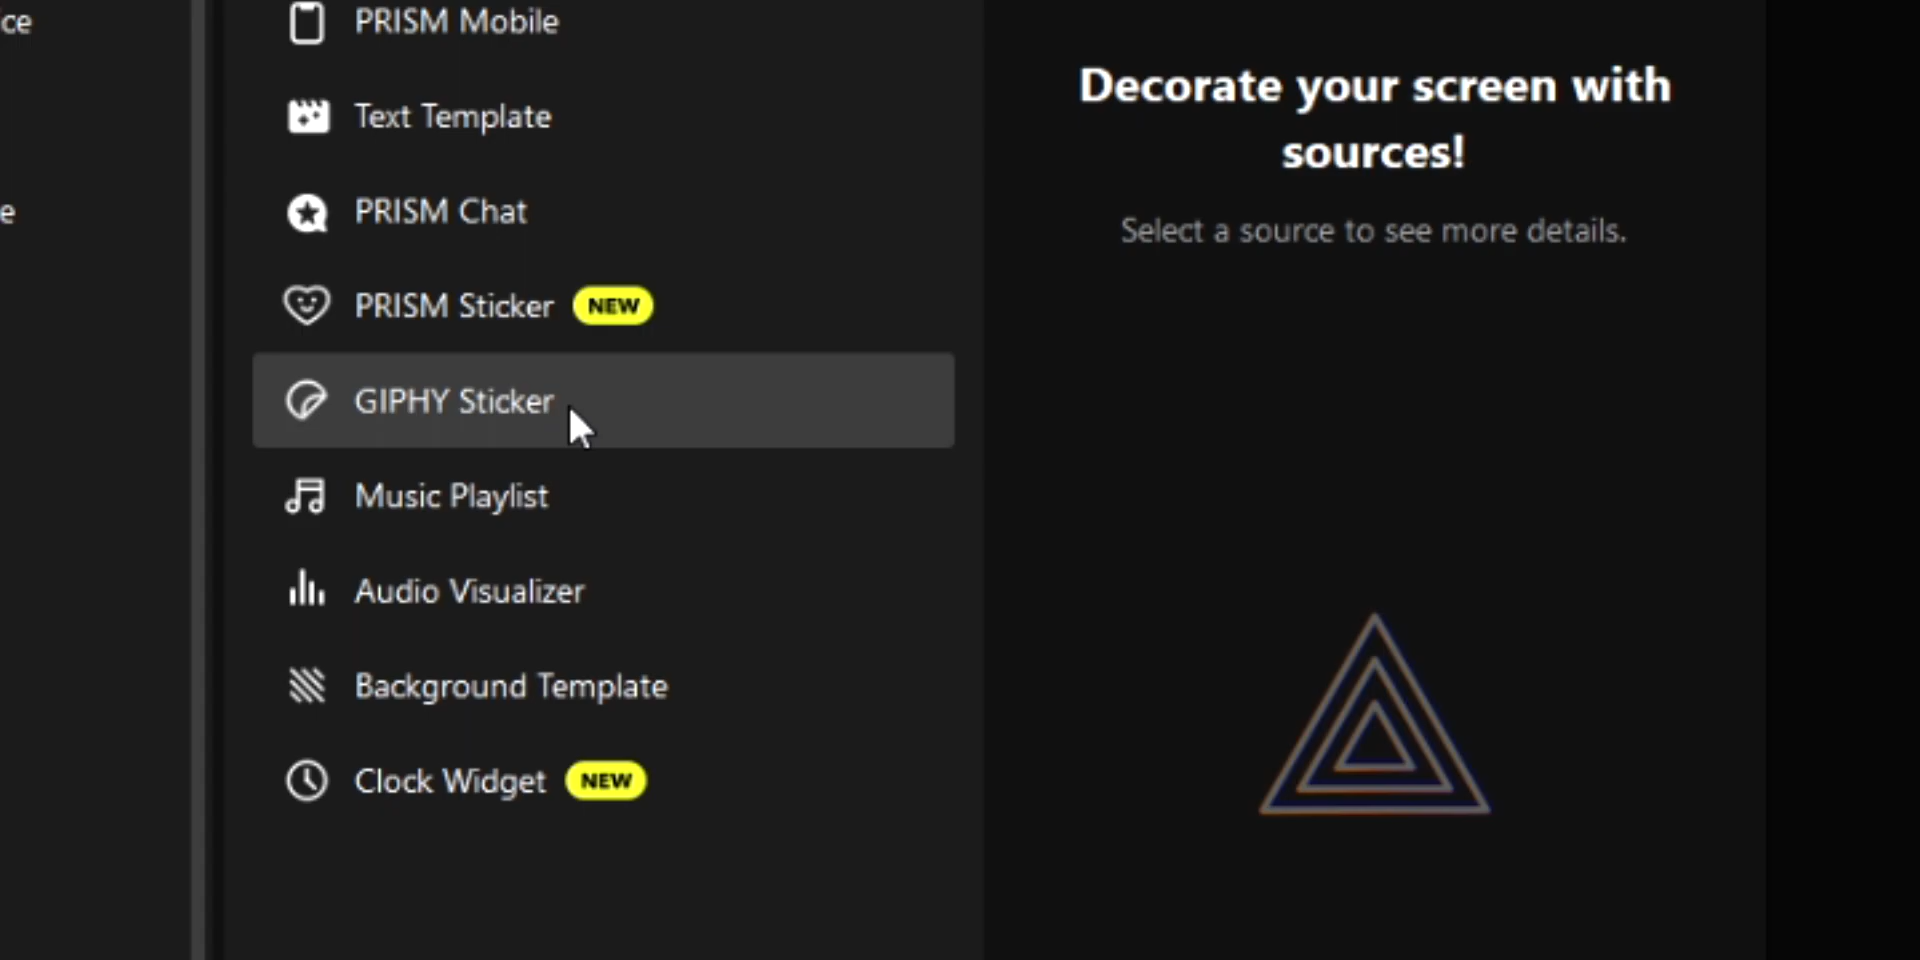 ce
e
PRISM Mobile
Text Template
PRISM Chat
PRISM Sticker NEW
GIPHY Sticker
Music Playlist
Audio Visualizer
Background Template
Clock Widget NEW
Decorate your screen with
sources!
Select a source to see more details.